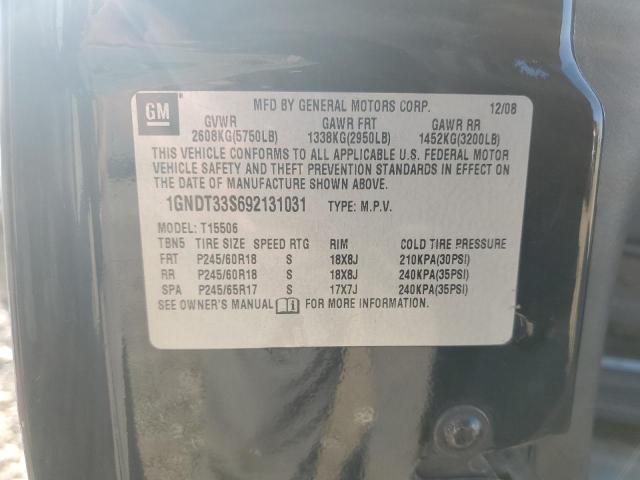 GM
MFD BY GENERAL MOTORS CORP. 12/08
GVWR GAWR FRT GAWR RR
2608KG(5750LB) 1338KG(2950LB) 1452KG(3200LB)
THIS VEHICLE CONFORMS TO ALL APPLICABLE U.S. FEDERAL MOTOR
VEHICLE SAFETY AND THEFT PREVENTION STANDARDS IN EFFECT ON
THE DATE OF MANUFACTURE SHOWN ABOVE.
1GNDT33S692131031 TYPE: M.P.V.
MODEL: T15506
TBN5 TIRE SIZE SPEED RTG RIM COLD TIRE PRESSURE
FRT P245/60R18 S 18X8J 210KPA(30PSI)
RR P245/60R18 S 18X8J 240KPA(35PSI)
SPA P245/65R17 S 17X7J 240KPA(35PSI)
SEE OWNER'S MANUAL FOR MORE INFORMATION.